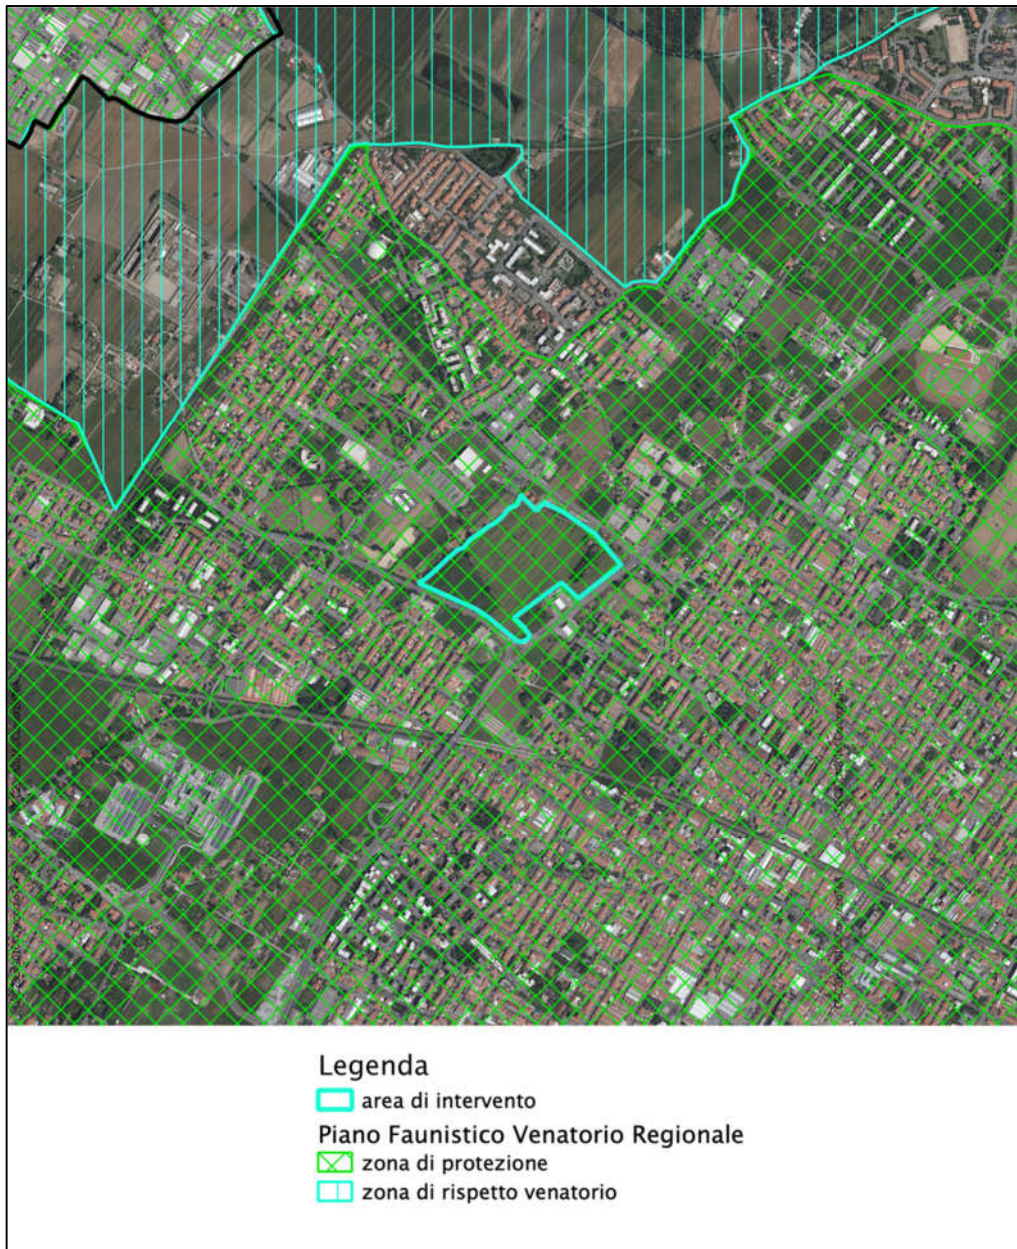 Legenda
area di intervento
Piano Faunistico Venatorio Regionale
zona di protezione
zona di rispetto venatorio